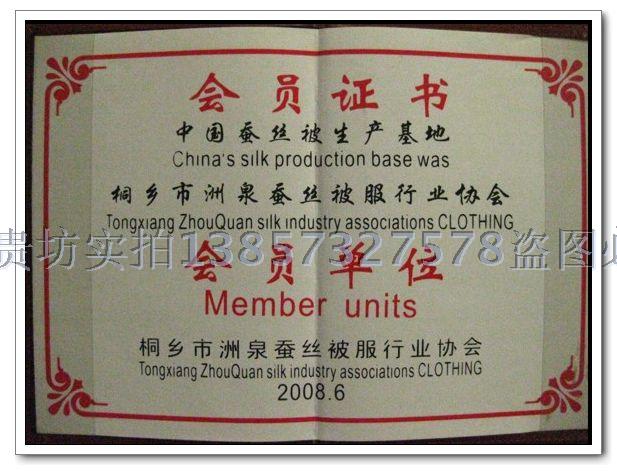 会员证书
中国蚕丝被生产基地
China's silk production base was
桐乡市洲泉蚕丝被服行业协会
Tongxiang ZhouQuan silk industry associations CLOTHING
贵坊实拍13857327578盗图必
会员单位
Member units
桐乡市洲泉蚕丝被服行业协会
Tongxiang ZhouQuan silk industry associations CLOTHING
2008.6